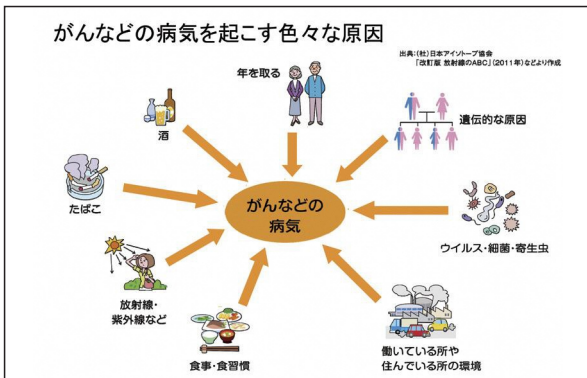 がんなどの病気を起こす色々な原因
出典:(社)日本アイソトープ協会
「改訂版 放射線のABC」(2011年)などより作成
年を取る
酒
遺伝的な原因
たばこ
がんなどの
病気
ウイルス・細菌・寄生虫
放射線・
紫外線など
食事・食習慣
働いている所や
住んでいる所の環境